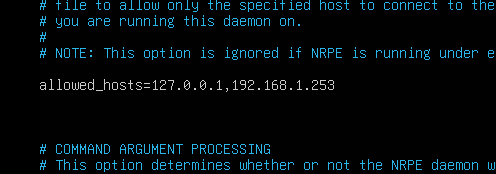 # file to allow only the specified host to connect to the
# you are running this daemon on.
#
# NOTE: This option is ignored if NRPE is running under e
allowed_hosts=127.0.0.1,192.168.1.253
# COMMAND ARGUMENT PROCESSING
# This option determines whether or not the NRPE daemon w